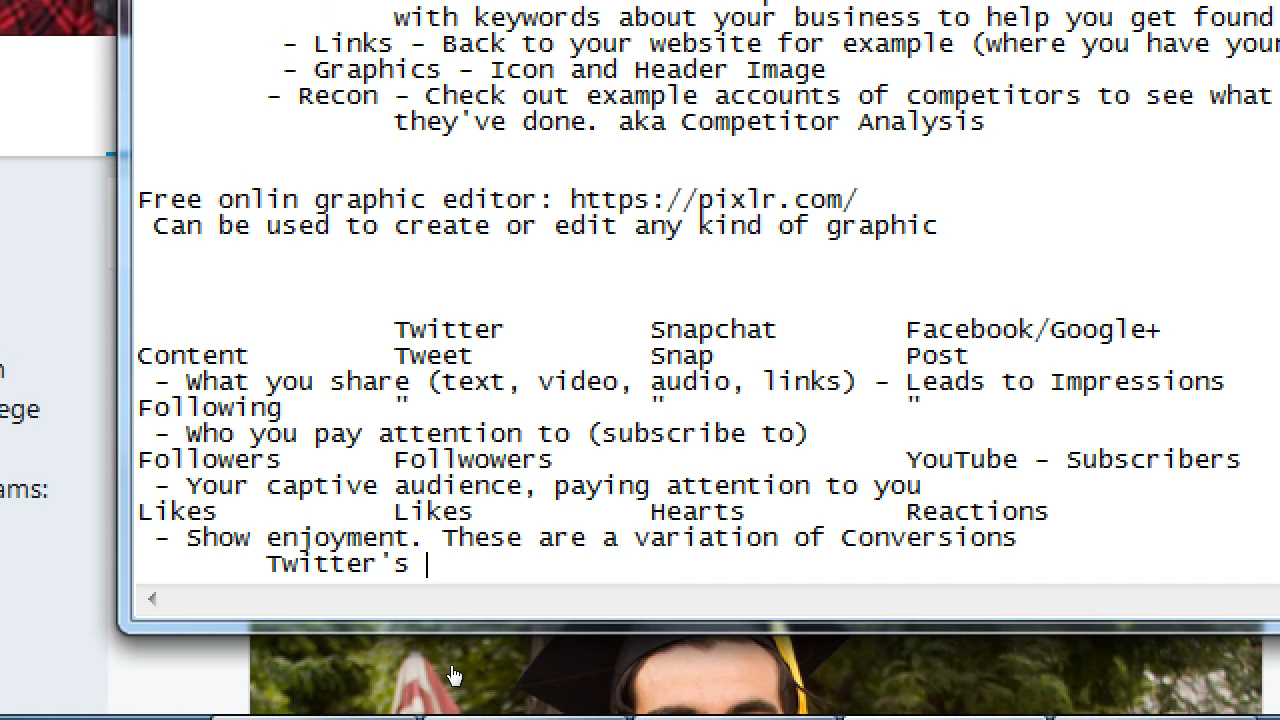 with keywords about your business to help you get found
- Links - Back to your website for example (where you have your
- Graphics - Icon and Header Image
- Recon - Check out example accounts of competitors to see what
they've done. aka Competitor Analysis
Free onlin graphic editor: https://pixlr.com/
Can be used to create or edit any kind of graphic
Twitter Snapchat Facebook/Google+
Content Tweet Snap Post
- What you share (text, video, audio, links) - Leads to Impressions
Following " " "
- Who you pay attention to (subscribe to)
Followers Follwowers YouTube - Subscribers
- Your captive audience, paying attention to you
Likes Likes Hearts Reactions
- Show enjoyment. These are a variation of Conversions
Twitter's
ege
ams: